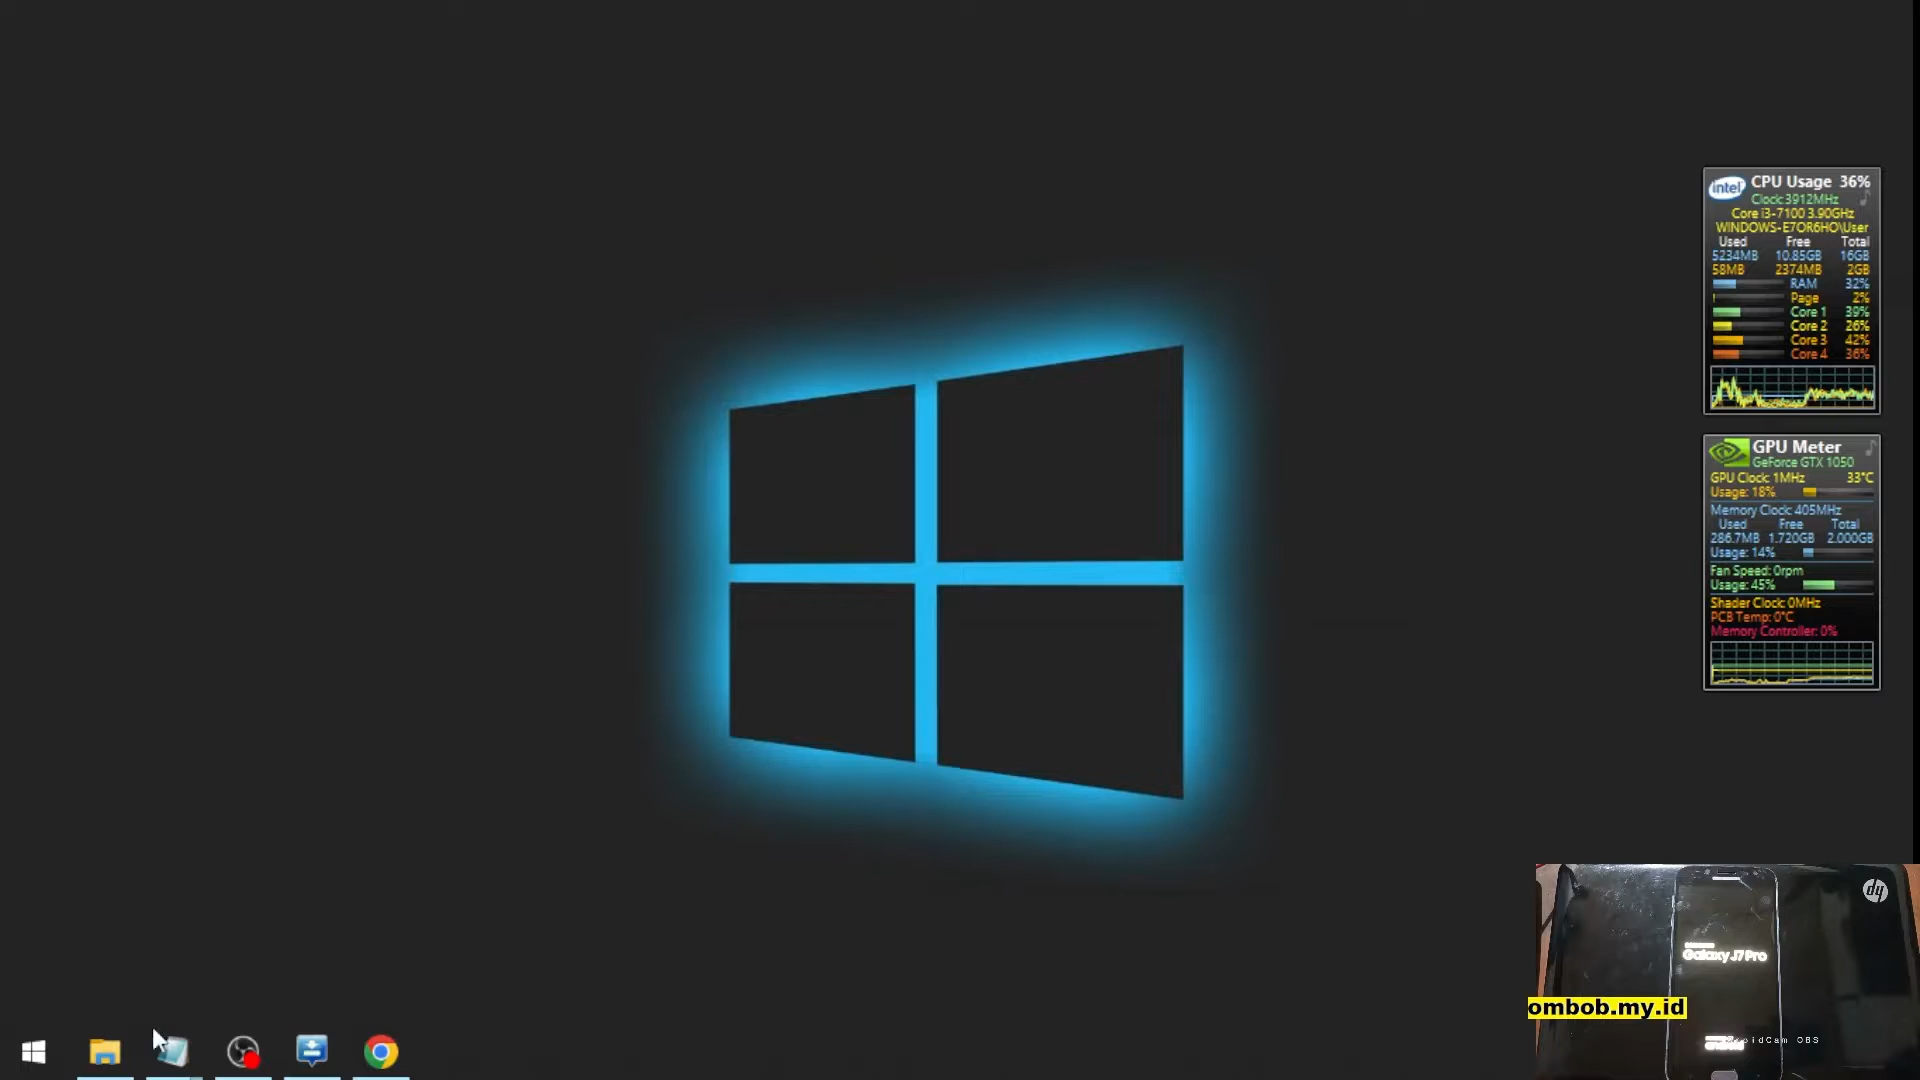 intel
CPU Usage 36%
Clock: 3912MHz
Core i3-7100 3.90GHz
WINDOWS-E7OR6HO\User
Used Free Total
5234MB 10.85GB 16GB
58MB 2374MB 2GB
RAM 32%
Page 2%
Core 1 39%
Core 2 26%
Core 3 42%
Core 4 36%
GPU Meter
GeForce GTX 1050
GPU Clock: 1MHz 33°C
Usage: 18%
Memory Clock: 405MHz
Used Free Total
286.7MB 1.720GB 2.000GB
Usage: 14%
Fan Speed: 0rpm
Usage: 45%
Shader Clock: 0MHz
PCB Temp: 0°C
Memory Controller: 0%
hp
Galaxy J7 Pro
ombob.my.id
OBS